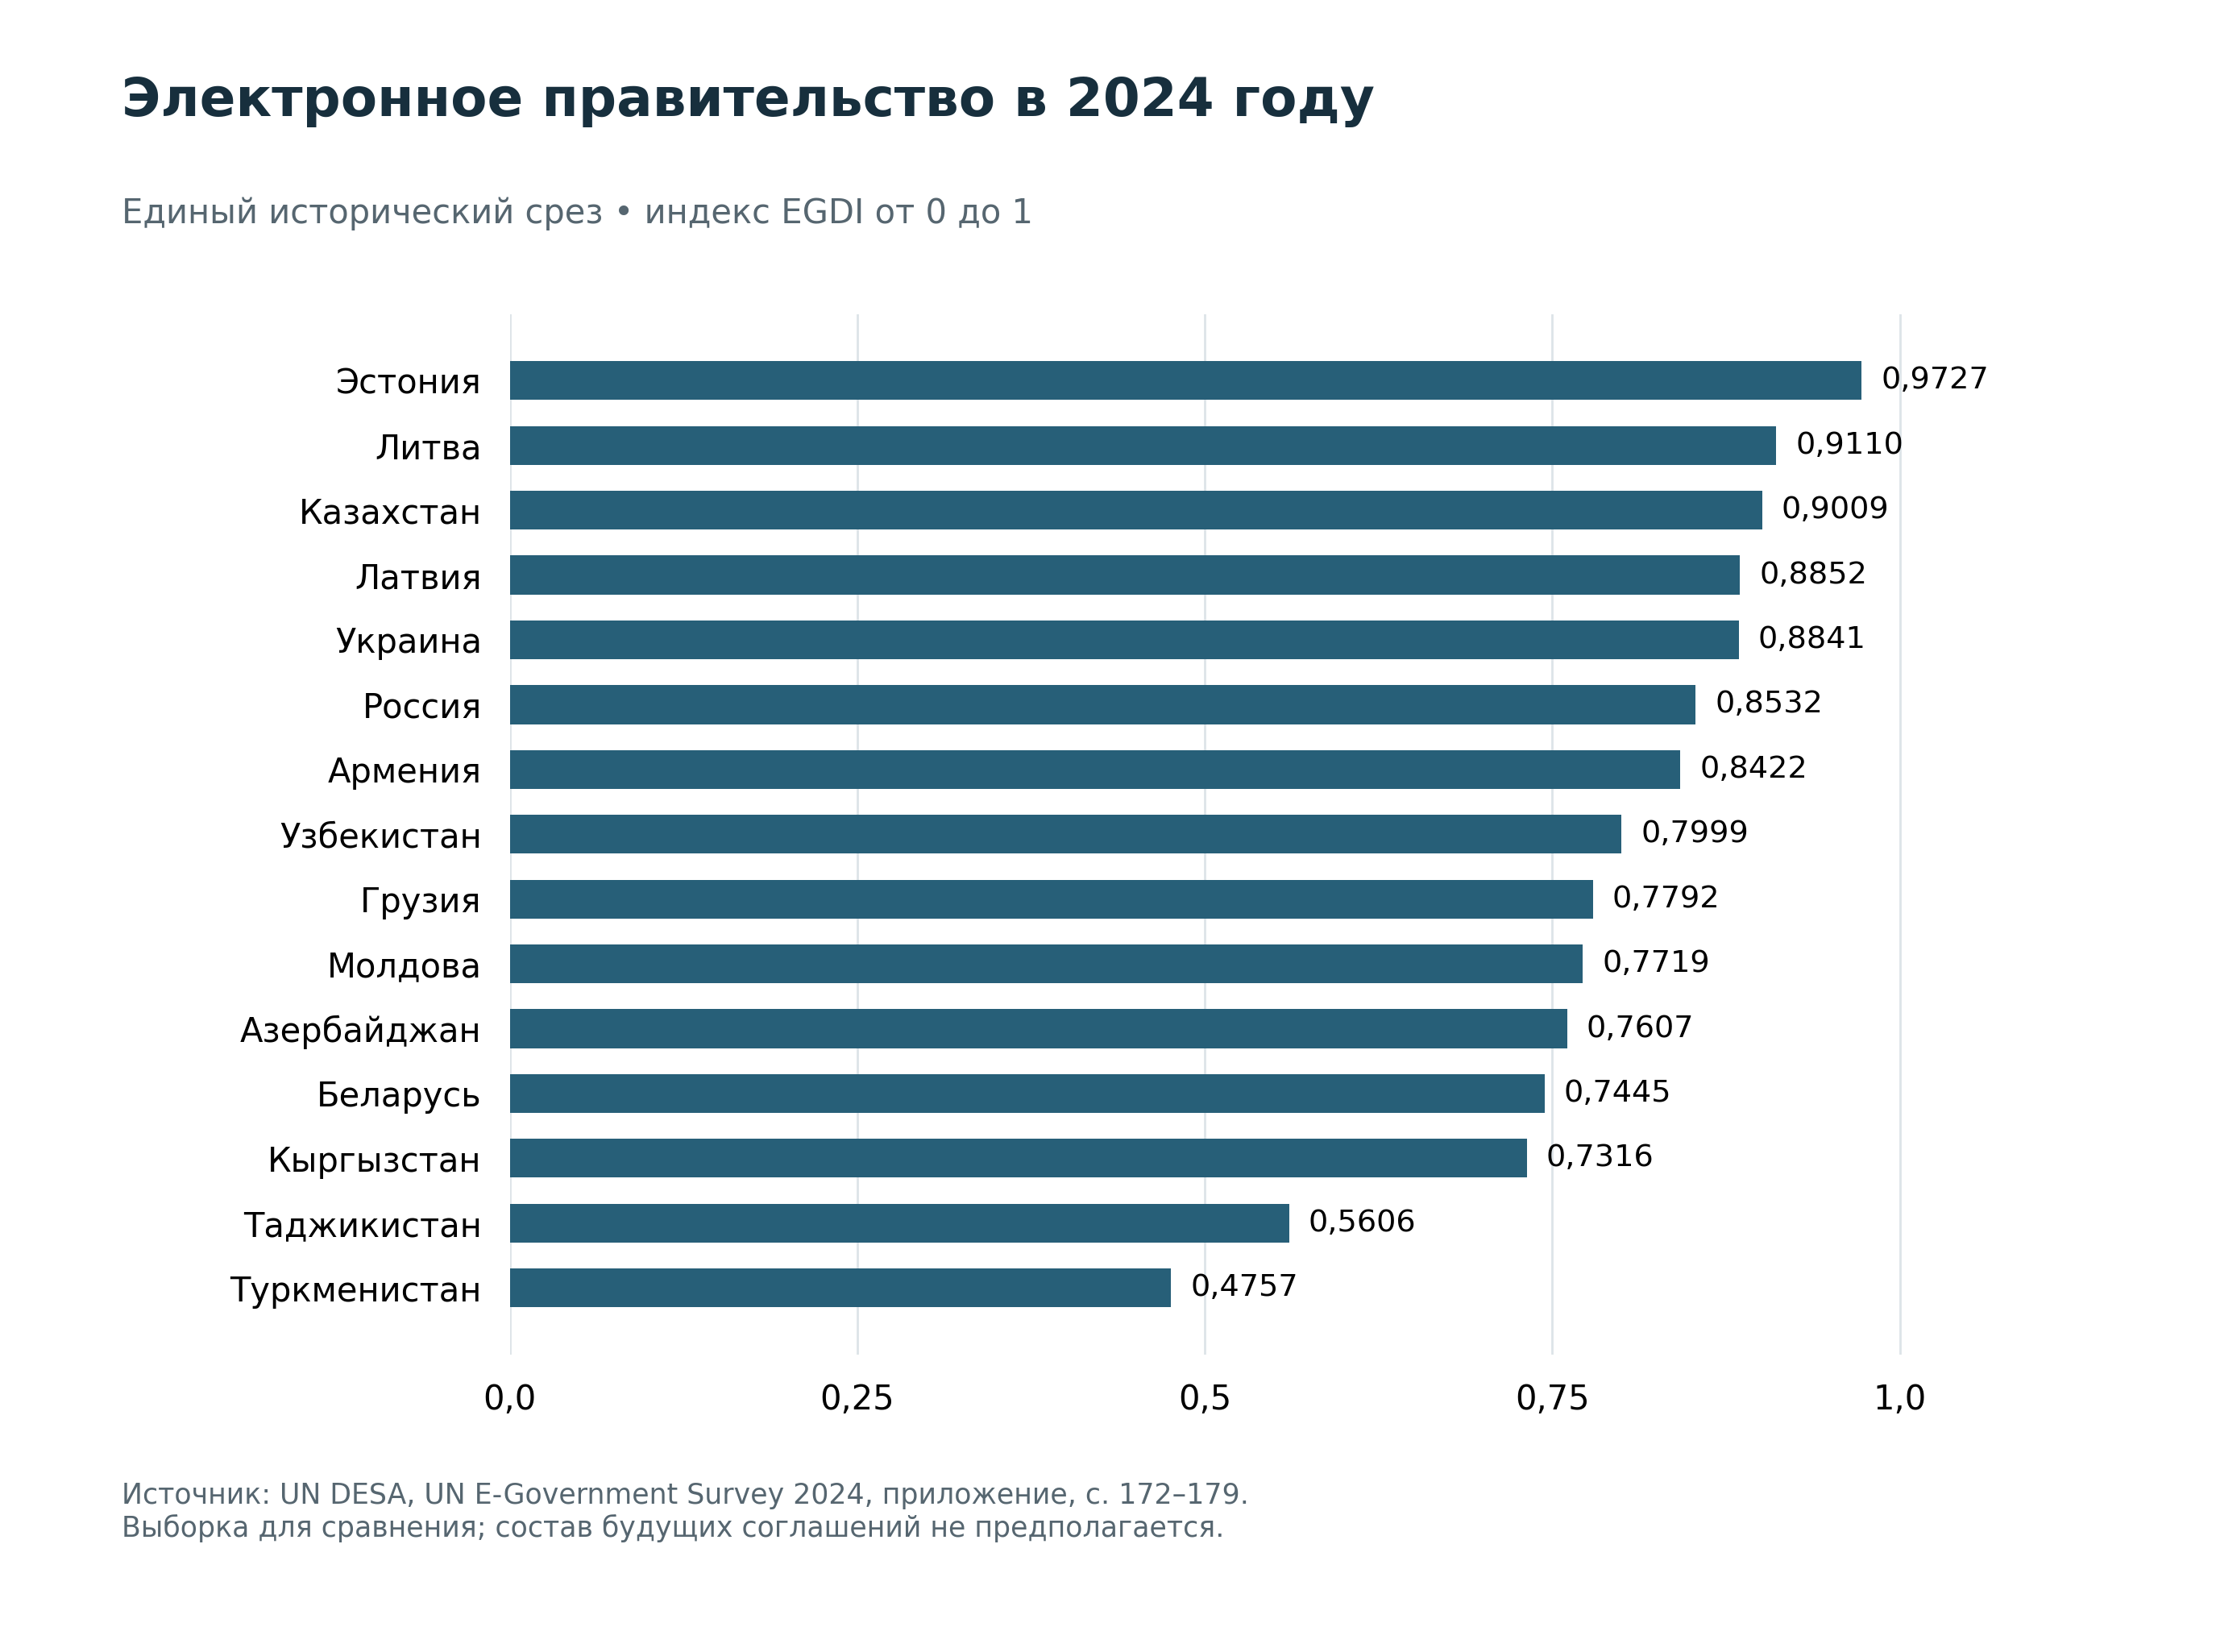 Электронное правительство в 2024 году
Единый исторический срез • индекс EGDI от 0 до 1
Эстония 0,9727
Литва 0,9110
Казахстан 0,9009
Латвия 0,8852
Украина 0,8841
Россия 0,8532
Армения 0,8422
Узбекистан 0,7999
Грузия 0,7792
Молдова 0,7719
Азербайджан 0,7607
Беларусь 0,7445
Кыргызстан 0,7316
Таджикистан 0,5606
Туркменистан 0,4757
0,0 0,25 0,5 0,75 1,0
Источник: UN DESA, UN E-Government Survey 2024, приложение, с. 172–179.
Выборка для сравнения; состав будущих соглашений не предполагается.